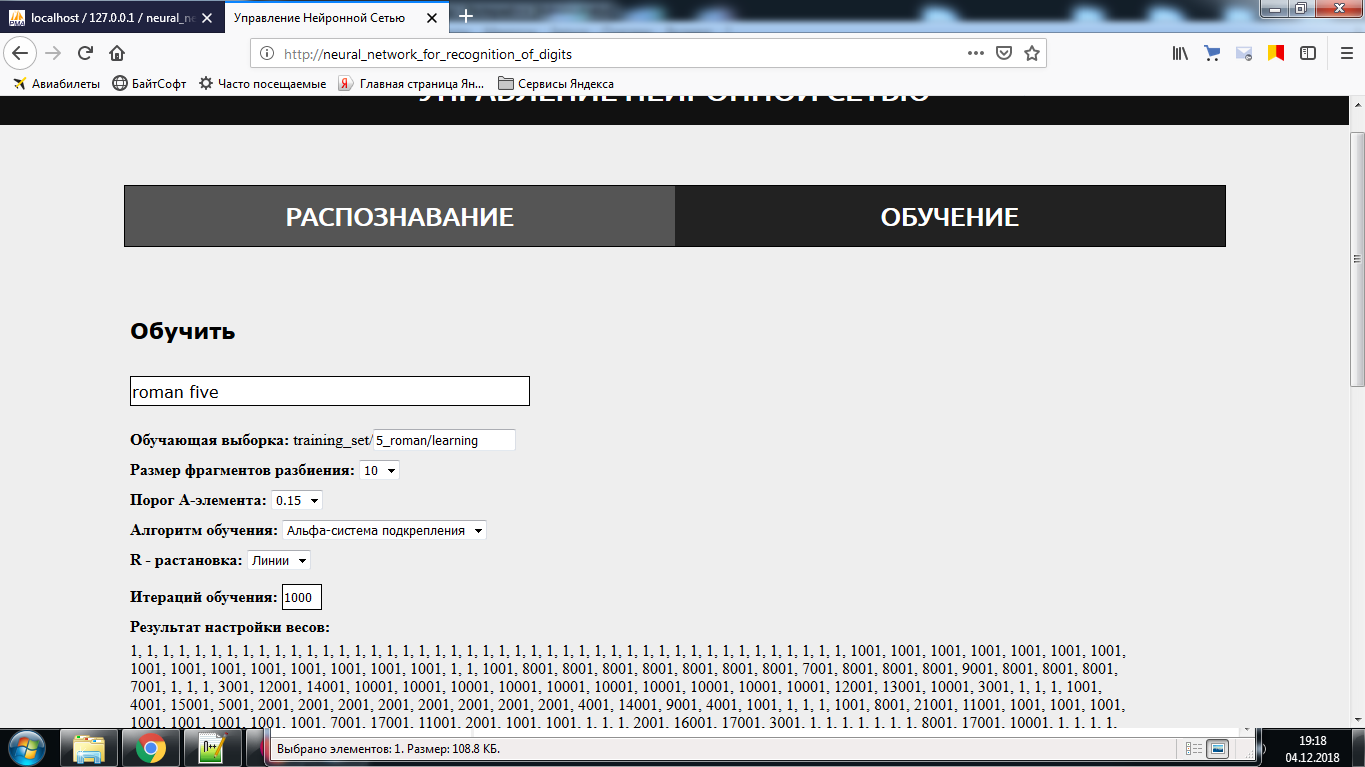 localhost / 127.0.0.1 / neural_ne
Управление Нейронной Сетью
http://neural_network_for_recognition_of_digits
Авиабилеты БайтСофт Часто посещаемые Главная страница Ян... Сервисы Яндекса
УПРАВЛЕНИЕ НЕЙРОННОЙ СЕТЬЮ
РАСПОЗНАВАНИЕ ОБУЧЕНИЕ
Обучить
roman five
Обучающая выборка: training_set/5_roman/learning
Размер фрагментов разбиения: 10
Порог А-элемента: 0.15
Алгоритм обучения: Альфа-система подкрепления
R - растановка: Линии
Итераций обучения: 1000
Результат настройки весов:
1, 1, 1, 1, 1, 1, 1, 1, 1, 1, 1, 1, 1, 1, 1, 1, 1, 1, 1, 1, 1, 1, 1, 1, 1, 1, 1, 1, 1, 1, 1, 1, 1, 1, 1, 1, 1, 1, 1, 1, 1, 1, 1, 1, 1, 1001, 1001, 1001, 1001, 1001, 1001, 1001,
1001, 1001, 1001, 1001, 1001, 1001, 1001, 1001, 1, 1, 1001, 8001, 8001, 8001, 8001, 8001, 8001, 8001, 7001, 8001, 8001, 8001, 9001, 8001, 8001, 8001,
7001, 1, 1, 1, 3001, 12001, 14001, 10001, 10001, 10001, 10001, 10001, 10001, 10001, 10001, 10001, 10001, 12001, 13001, 10001, 3001, 1, 1, 1, 1001,
4001, 15001, 5001, 2001, 2001, 2001, 2001, 2001, 2001, 2001, 2001, 4001, 14001, 9001, 4001, 1001, 1, 1, 1, 1001, 8001, 21001, 11001, 1001, 1001, 1001,
1001, 1001, 1001, 1001, 1001, 7001, 17001, 11001, 2001, 1001, 1001, 1, 1, 1, 2001, 16001, 17001, 3001, 1, 1, 1, 1, 1, 1, 1, 8001, 17001, 10001, 1, 1, 1, 1,
Выбрано элементов: 1. Размер: 108.8 КБ.
19:18
04.12.2018